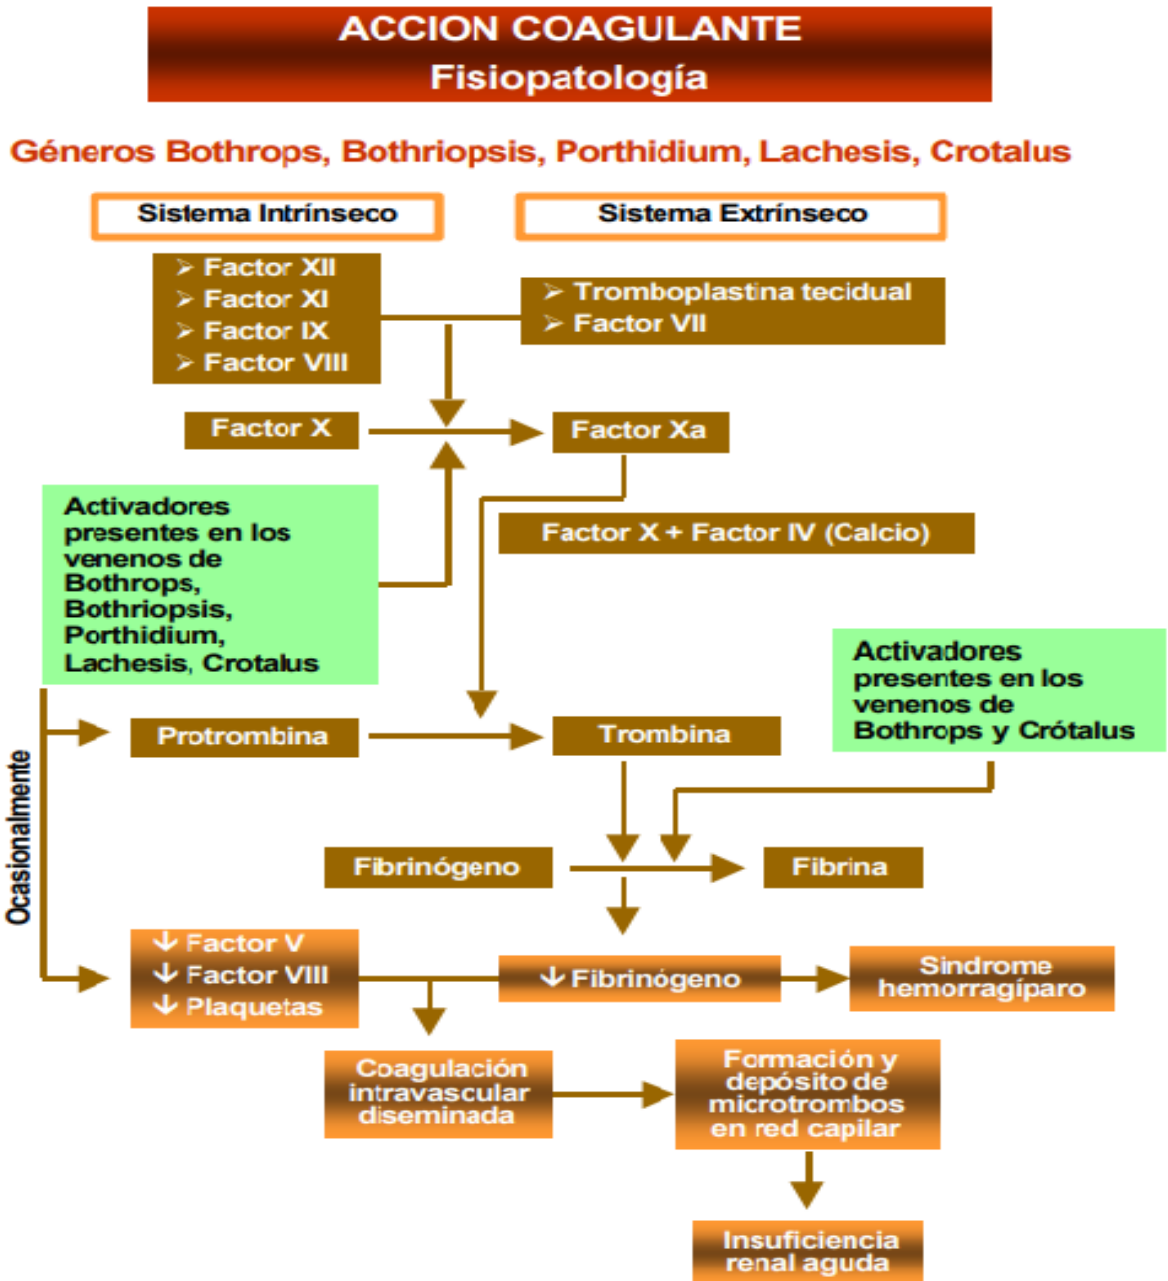 ACCION COAGULANTE
Fisiopatología
Géneros Bothrops, Bothriopsis, Porthidium, Lachesis, Crotalus
Sistema Intrínseco
Sistema Extrínseco
➢ Factor XII
➢ Factor XI
➢ Factor IX
➢ Factor VIII
➢ Tromboplastina tecidual
➢ Factor VII
Factor X
Factor Xa
Activadores
presentes en los
venenos de
Bothrops,
Bothriopsis,
Porthidium,
Lachesis, Crotalus
Factor X + Factor IV (Calcio)
Activadores
presentes en los
venenos de
Bothrops y Crótalus
Protrombina
Trombina
Ocasionalmente
Fibrinógeno
Fibrina
↓ Factor V
↓ Factor VIII
↓ Plaquetas
↓ Fibrinógeno
Sindrome
hemorragíparo
Coagulación
intravascular
diseminada
Formación y
depósito de
microtrombos
en red capilar
Insuficiencia
renal aguda